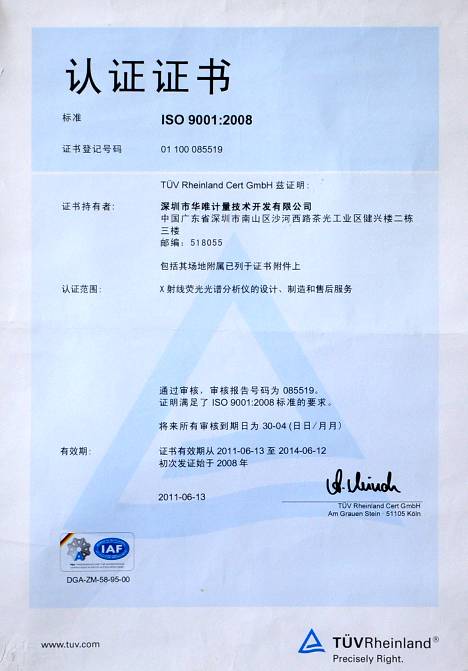 认证证书
标准 ISO 9001:2008
证书登记号码 01 100 085519
TÜV Rheinland Cert GmbH 兹证明:
证书持有者: 深圳市华唯计量技术开发有限公司
中国广东省深圳市南山区沙河西路茶光工业区健兴楼二栋
三楼
邮编: 518055
包括其场地附属已列于证书附件上
认证范围: X 射线荧光光谱分析仪的设计、制造和售后服务
通过审核, 审核报告号码为 085519。
证明满足了 ISO 9001:2008 标准的要求。
将来所有审核到期日为 30-04 (日日/月月)
有效期: 证书有效期从 2011-06-13 至 2014-06-12
初次发证始于 2008 年
2011-06-13
TÜV Rheinland Cert GmbH
Am Grauen Stein · 51105 Köln
IAF
DGA-ZM-58-95-00
www.tuv.com
TÜVRheinland®
Precisely Right.